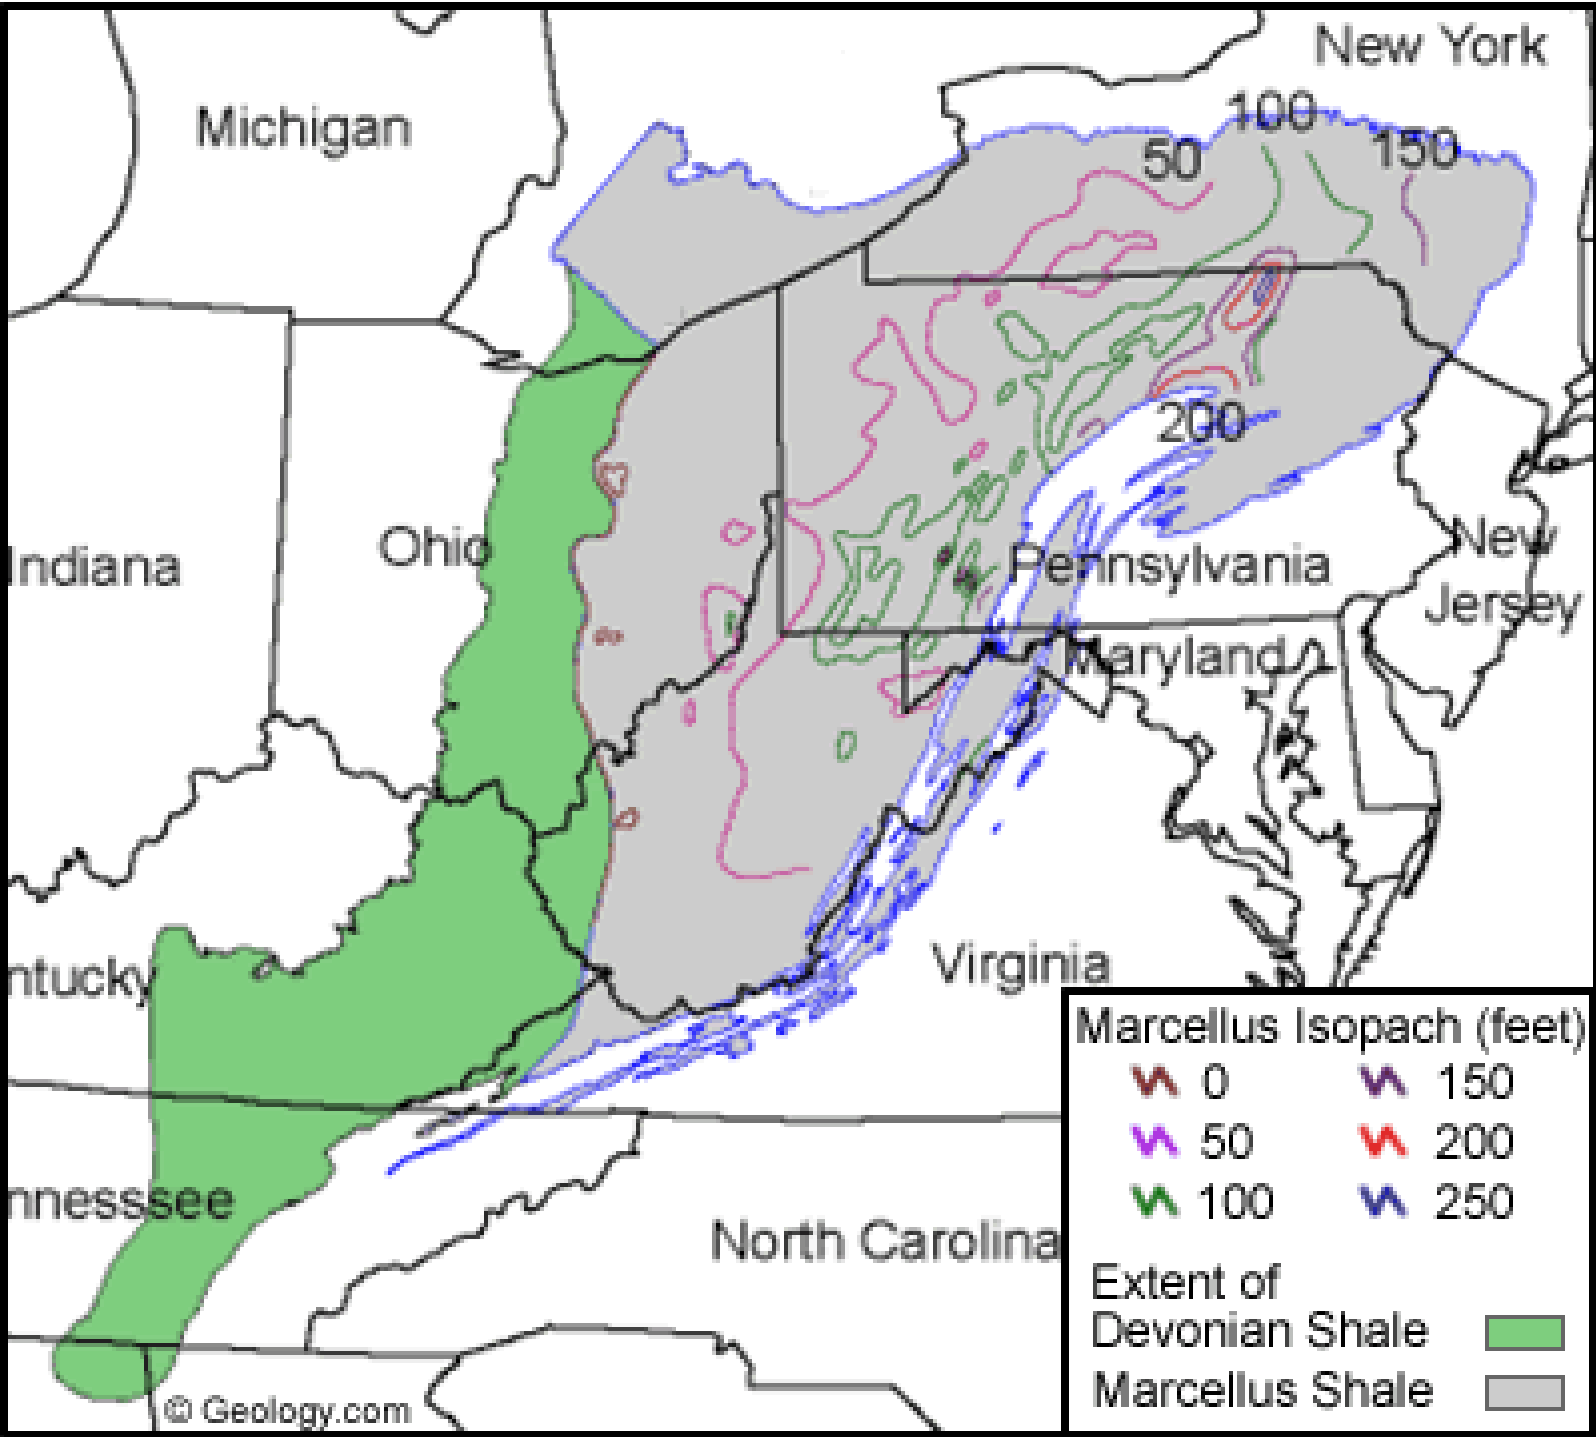 New York
Michigan
100
50
150
200
Ohio
Indiana
Pennsylvania
New
Jersey
Maryland
Virginia
ntucky
nnesssee
North Carolina
Marcellus Isopach (feet)
0 150
50 200
100 250
Extent of
Devonian Shale
Marcellus Shale
© Geology.com